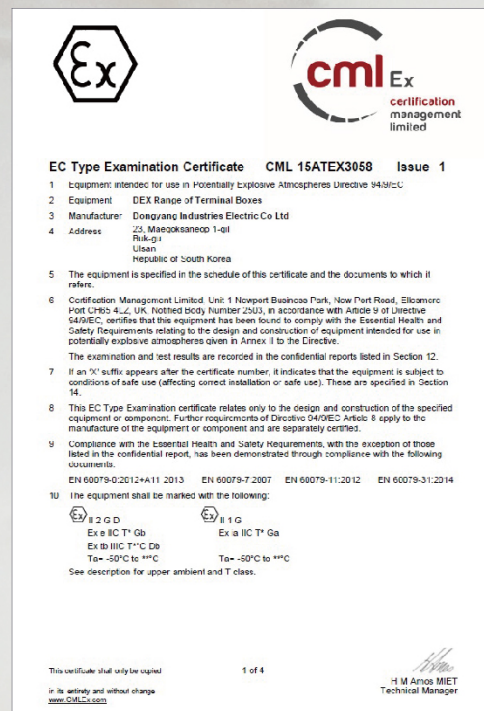 Ex
cml Ex
certification
management
limited
EC Type Examination Certificate CML 15ATEX3058 Issue 1
1 Equipment intended for use in Potentially Explosive Atmospheres Directive 94/9/EC
2 Equipment DEX Range of Terminal Boxes
3 Manufacturer Dongyang Industries Electric Co Ltd
4 Address 23, Maegoksaneop 1-gil
Buk-gu
Ulsan
Republic of South Korea
5 The equipment is specified in the schedule of this certificate and the documents to which it
refers.
6 Certification Management Limited, Unit 1 Newport Business Park, New Port Road, Ellesmere
Port CH65 4LZ, UK, Notified Body Number 2503, in accordance with Article 9 of Directive
94/9/EC, certifies that this equipment has been found to comply with the Essential Health and
Safety Requirements relating to the design and construction of equipment intended for use in
potentially explosive atmospheres given in Annex II to the Directive.
The examination and test results are recorded in the confidential reports listed in Section 12.
7 If an 'X' suffix appears after the certificate number, it indicates that the equipment is subject to
conditions of safe use (affecting correct installation or safe use). These are specified in Section
14.
8 This EC Type Examination certificate relates only to the design and construction of the specified
equipment or component. Further requirements of Directive 94/9/EC Article 8 apply to the
manufacture of the equipment or component and are separately certified.
9 Compliance with the Essential Health and Safety Requirements, with the exception of those
listed in the confidential report, has been demonstrated through compliance with the following
documents:
EN 60079-0:2012+A11:2013 EN 60079-7:2007 EN 60079-11:2012 EN 60079-31:2014
10 The equipment shall be marked with the following:
Ex II 2 G D Ex II 1 G
Ex e IIC T* Gb Ex ia IIC T* Ga
Ex tb IIIC T**C Db
Ta= -50°C to **°C Ta= -50°C to **°C
See description for upper ambient and T class.
This certificate shall only be copied 1 of 4
in its entirety and without change
www.CMLEx.com
H M Amos MIET
Technical Manager